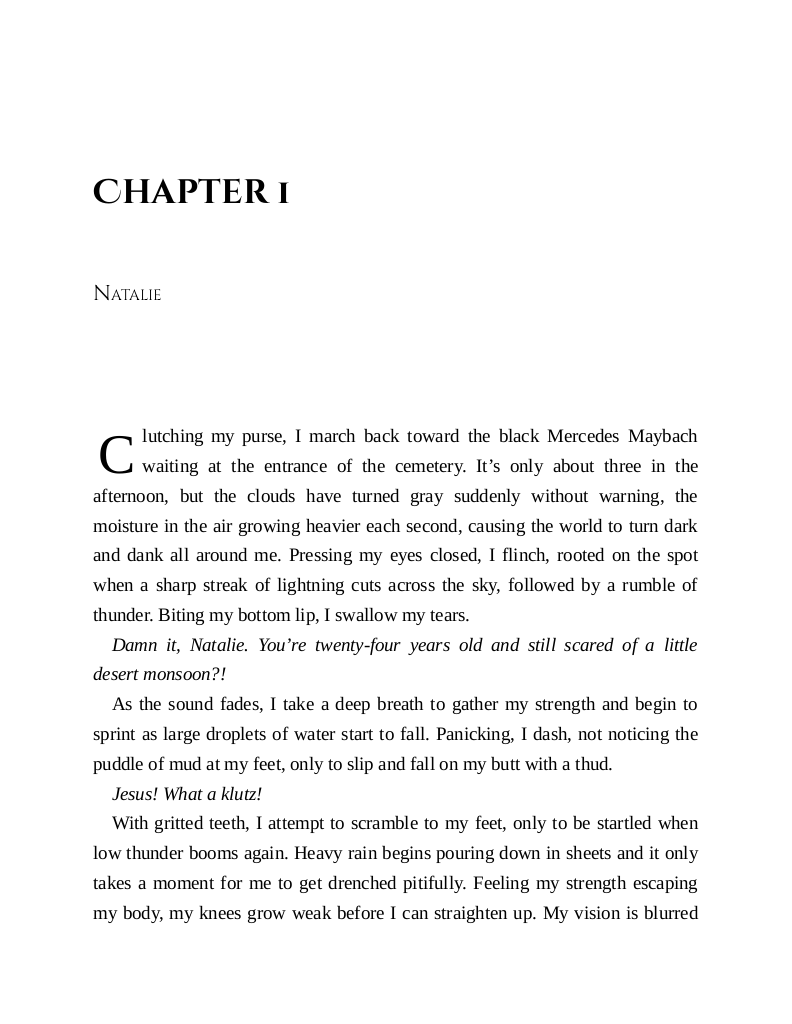 CHAPTER 1
NATALIE
Clutching my purse, I march back toward the black Mercedes Maybach
waiting at the entrance of the cemetery. It’s only about three in the
afternoon, but the clouds have turned gray suddenly without warning, the
moisture in the air growing heavier each second, causing the world to turn dark
and dank all around me. Pressing my eyes closed, I flinch, rooted on the spot
when a sharp streak of lightning cuts across the sky, followed by a rumble of
thunder. Biting my bottom lip, I swallow my tears.
Damn it, Natalie. You’re twenty-four years old and still scared of a little
desert monsoon?!
As the sound fades, I take a deep breath to gather my strength and begin to
sprint as large droplets of water start to fall. Panicking, I dash, not noticing the
puddle of mud at my feet, only to slip and fall on my butt with a thud.
Jesus! What a klutz!
With gritted teeth, I attempt to scramble to my feet, only to be startled when
low thunder booms again. Heavy rain begins pouring down in sheets and it only
takes a moment for me to get drenched pitifully. Feeling my strength escaping
my body, my knees grow weak before I can straighten up. My vision is blurred